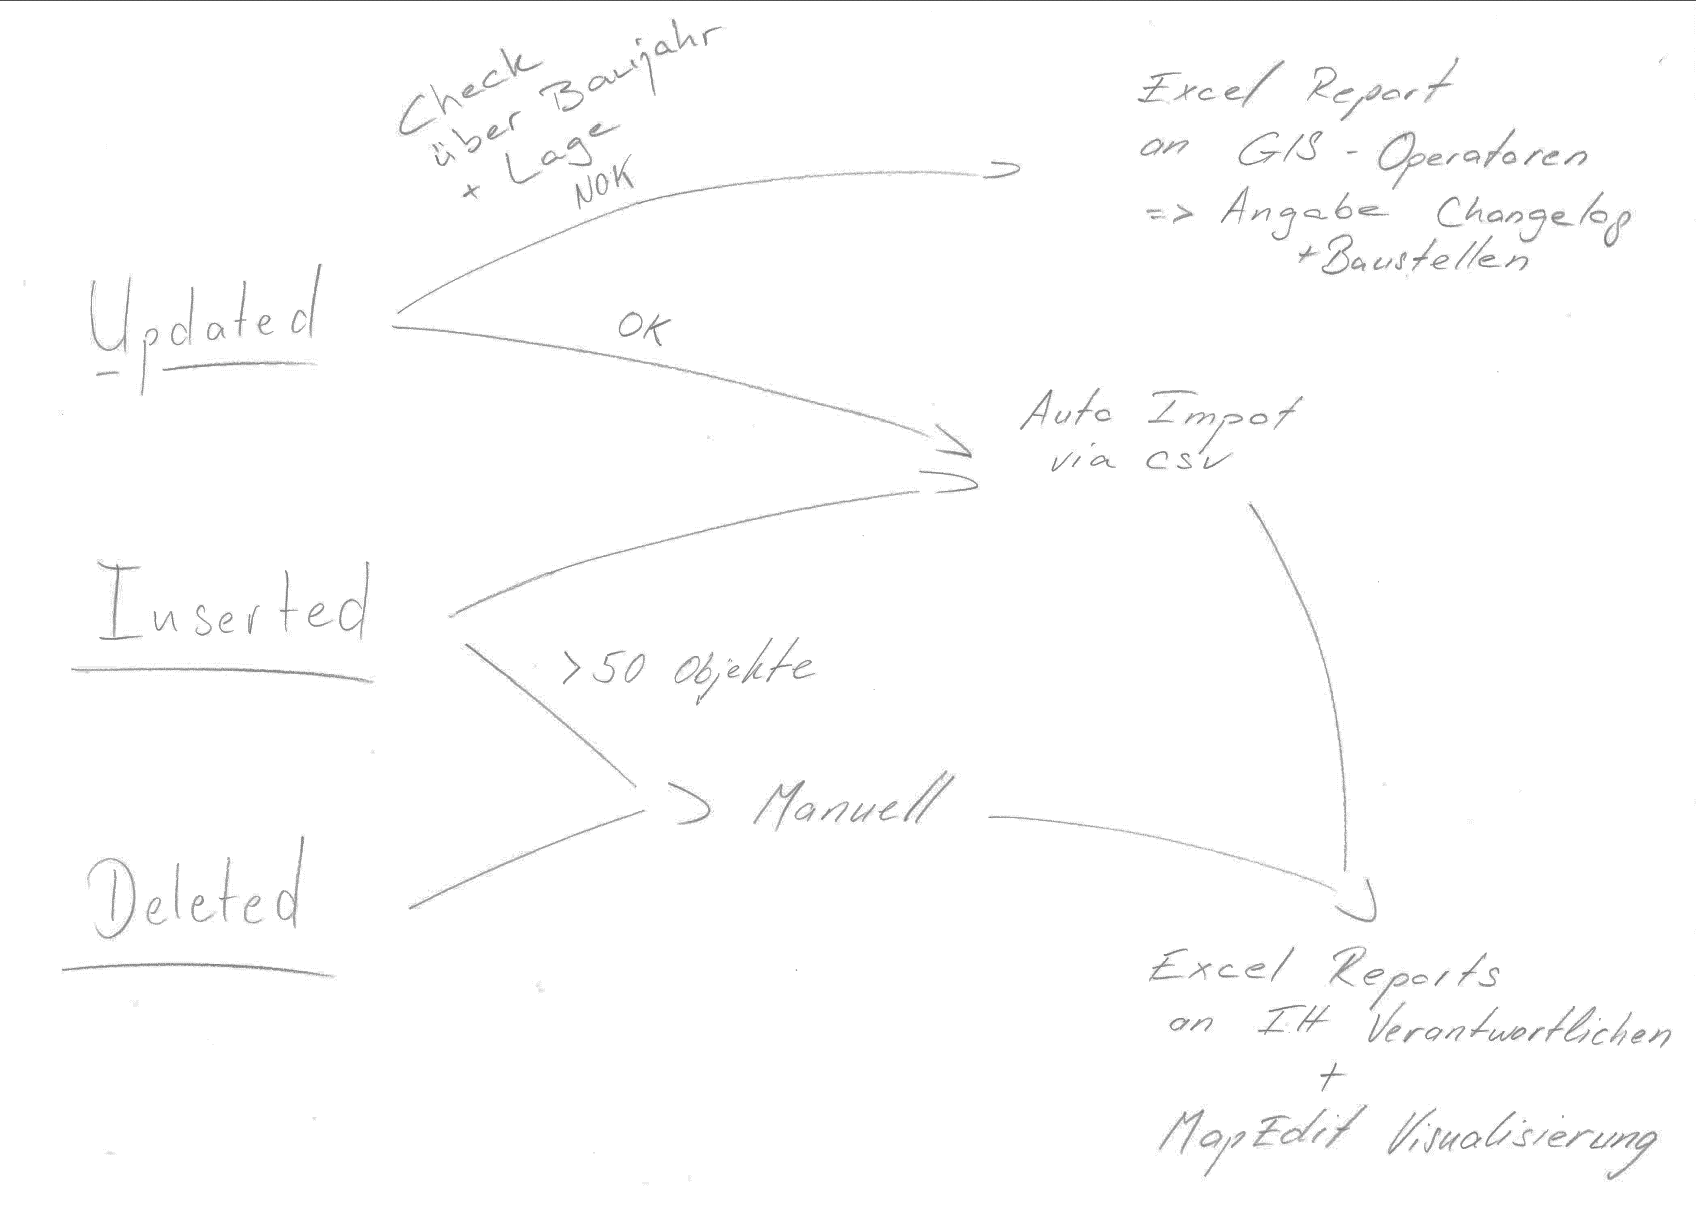 Check
über Baujahr
+ Lage
NOK
Excel Report
an GIS - Operatoren
=> Angabe Changelog
+Baustellen
Updated
OK
Auto Impot
via csv
Inserted
>50 Objekte
Manuell
Deleted
Excel Reports
an IH Verantwortlichen
+
MapEdit Visualisierung